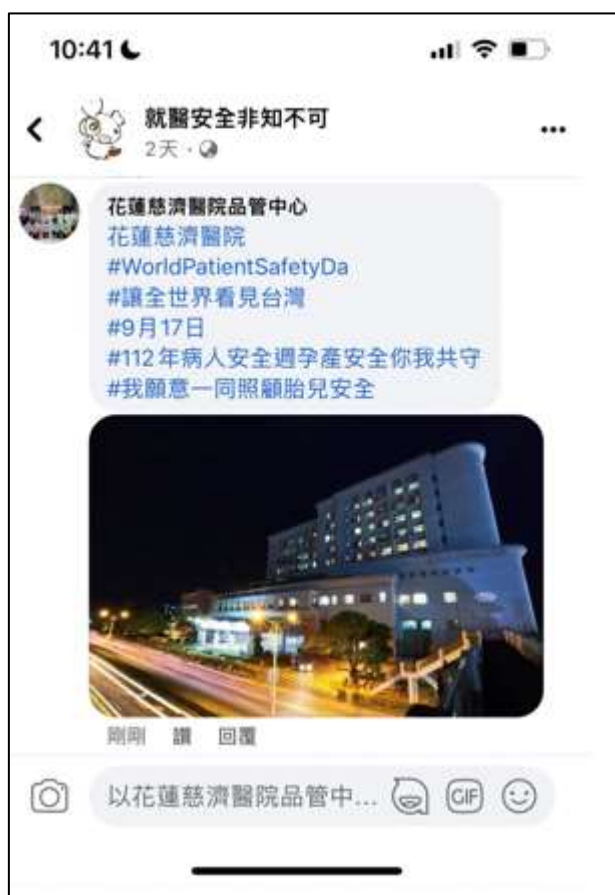 10:41
就醫安全非知不可
2天
花蓮慈濟醫院品管中心
花蓮慈濟醫院
#WorldPatientSafetyDa
#讓全世界看見台灣
#9月17日
#112年病人安全週孕產安全你我共守
#我願意一同照顧胎兒安全
剛剛 讚 回覆
以花蓮慈濟醫院品管中... GIF